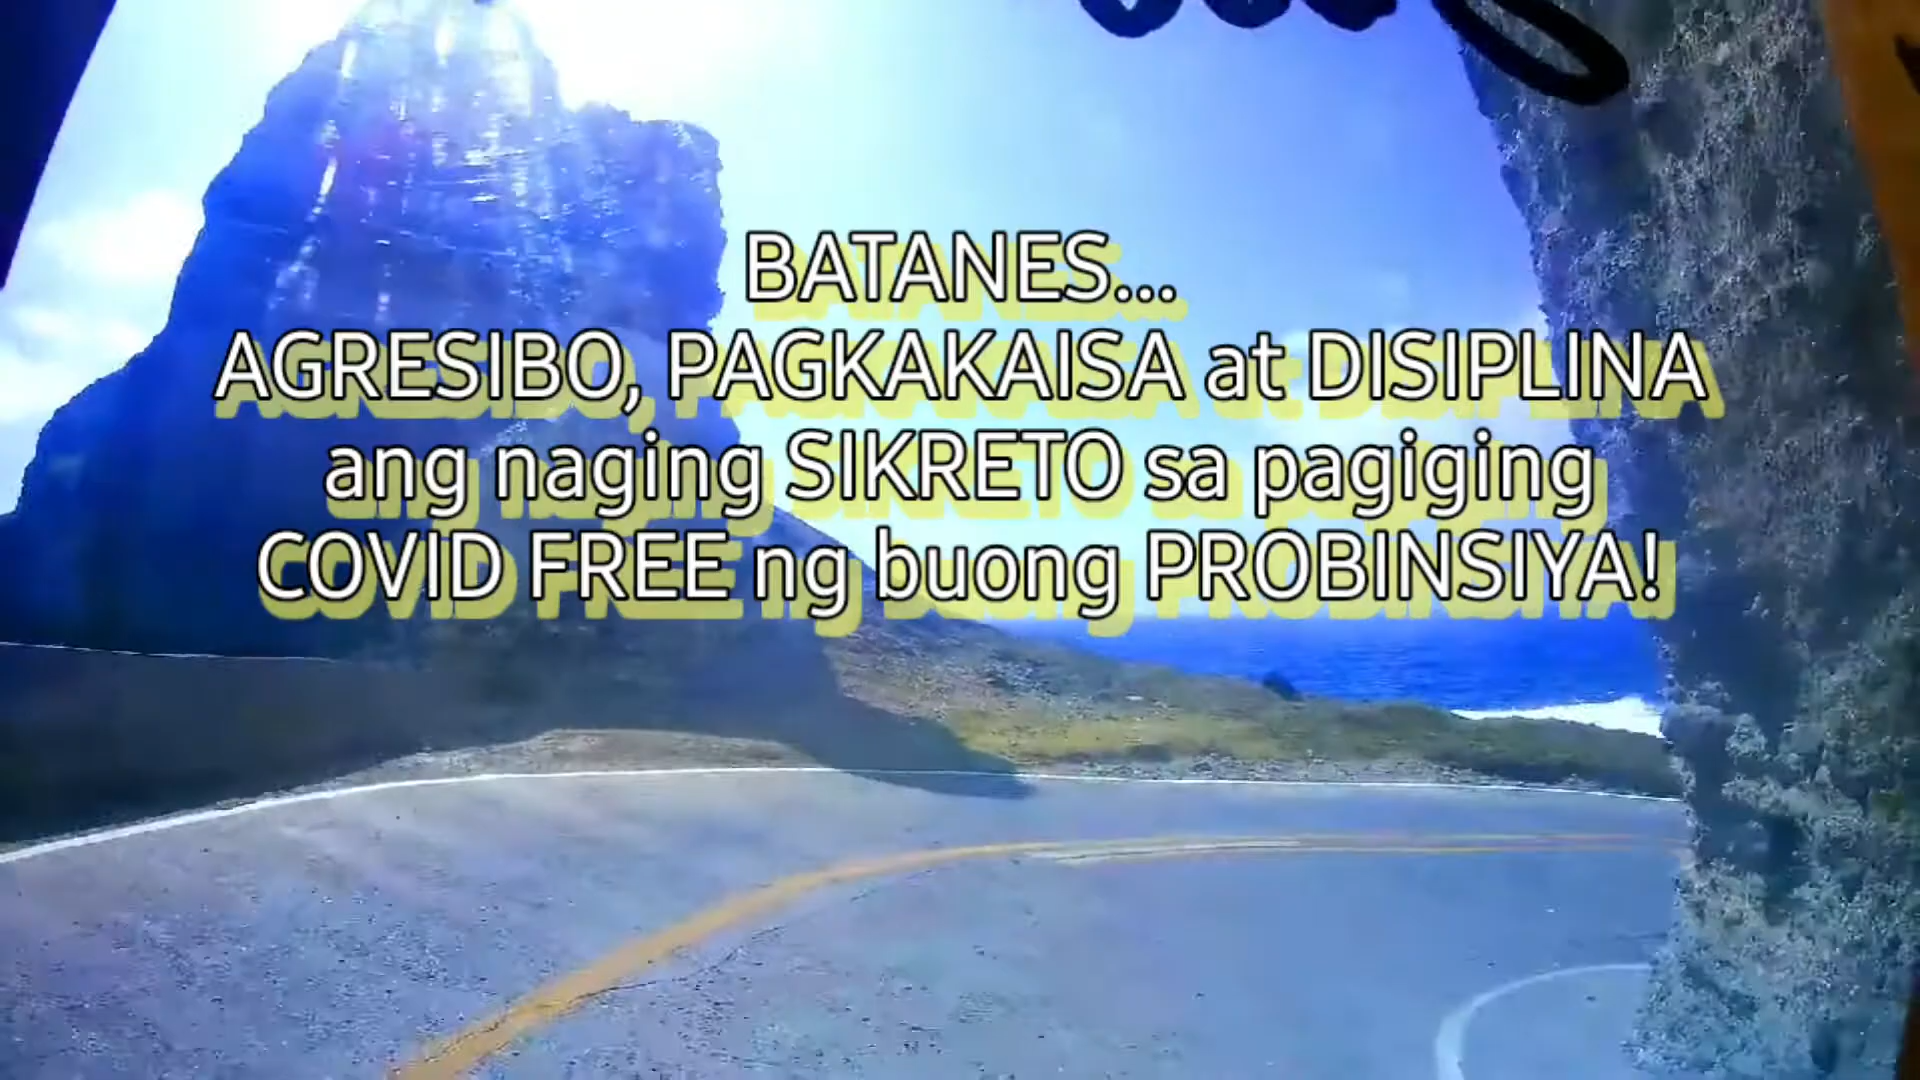 BATANES...
AGRESIBO, PAGKAKAISA at DISIPLINA
ang naging SIKRETO sa pagiging
COVID FREE ng buong PROBINSIYA!